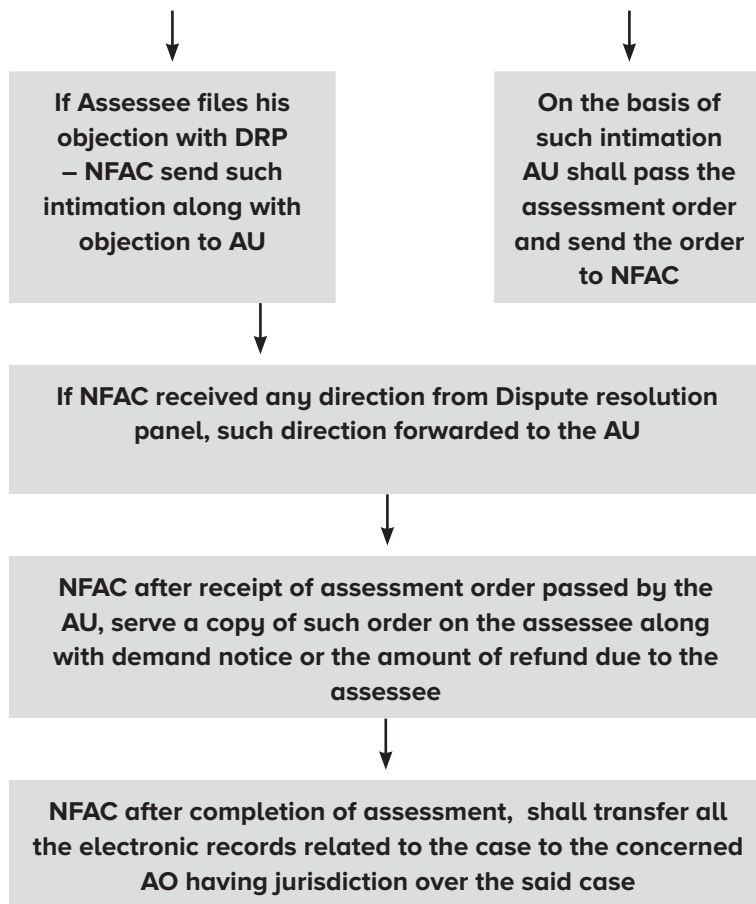 If Assessee files his
objection with DRP
– NFAC send such
intimation along with
objection to AU
On the basis of
such intimation
AU shall pass the
assessment order
and send the order
to NFAC
If NFAC received any direction from Dispute resolution
panel, such direction forwarded to the AU
NFAC after receipt of assessment order passed by the
AU, serve a copy of such order on the assessee along
with demand notice or the amount of refund due to the
assessee
NFAC after completion of assessment, shall transfer all
the electronic records related to the case to the concerned
AO having jurisdiction over the said case